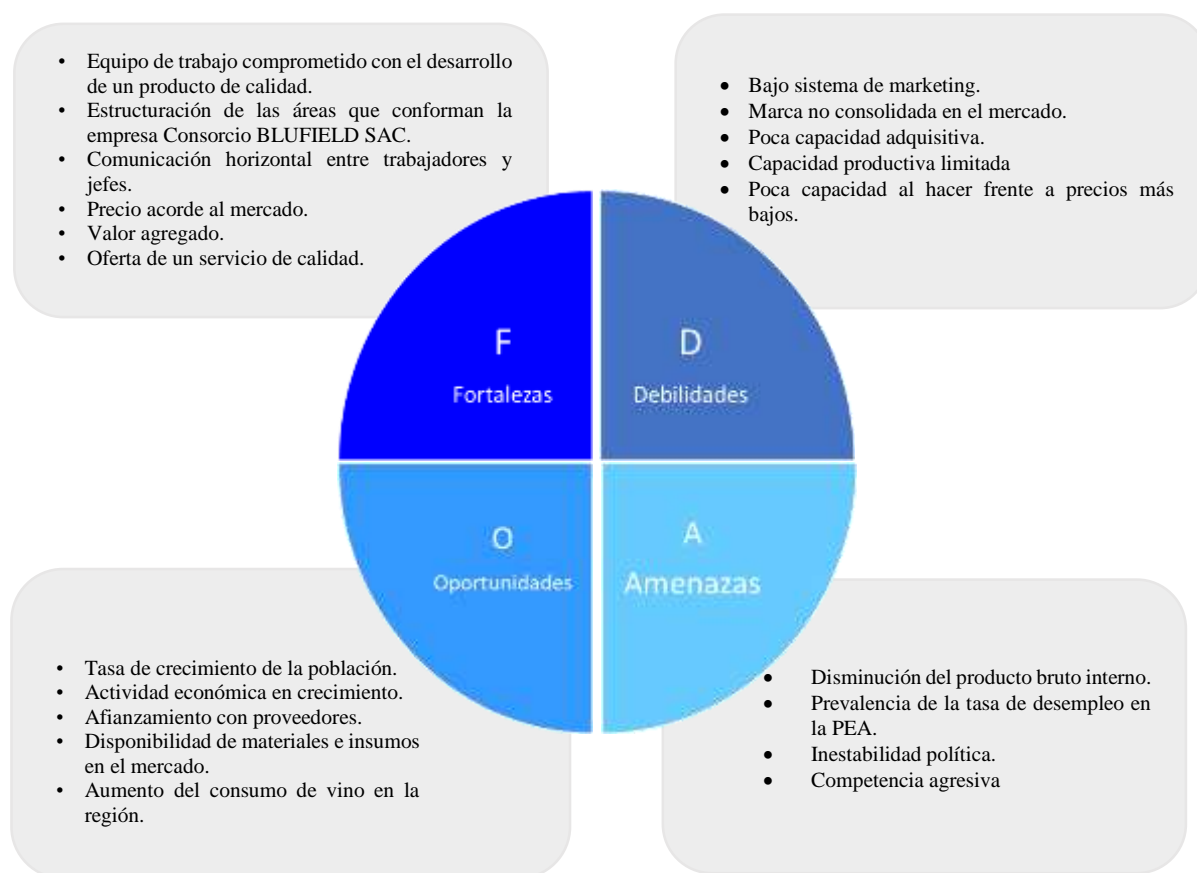 • Equipo de trabajo comprometido con el desarrollo
de un producto de calidad.
• Estructuración de las áreas que conforman la
empresa Consorcio BLUFIELD SAC.
• Comunicación horizontal entre trabajadores y
jefes.
• Precio acorde al mercado.
• Valor agregado.
• Oferta de un servicio de calidad.
• Bajo sistema de marketing.
• Marca no consolidada en el mercado.
• Poca capacidad adquisitiva.
• Capacidad productiva limitada
• Poca capacidad al hacer frente a precios más
bajos.
F
Fortalezas
D
Debilidades
O
Oportunidades
A
Amenazas
• Tasa de crecimiento de la población.
• Actividad económica en crecimiento.
• Afianzamiento con proveedores.
• Disponibilidad de materiales e insumos
en el mercado.
• Aumento del consumo de vino en la
región.
• Disminución del producto bruto interno.
• Prevalencia de la tasa de desempleo en
la PEA.
• Inestabilidad política.
• Competencia agresiva